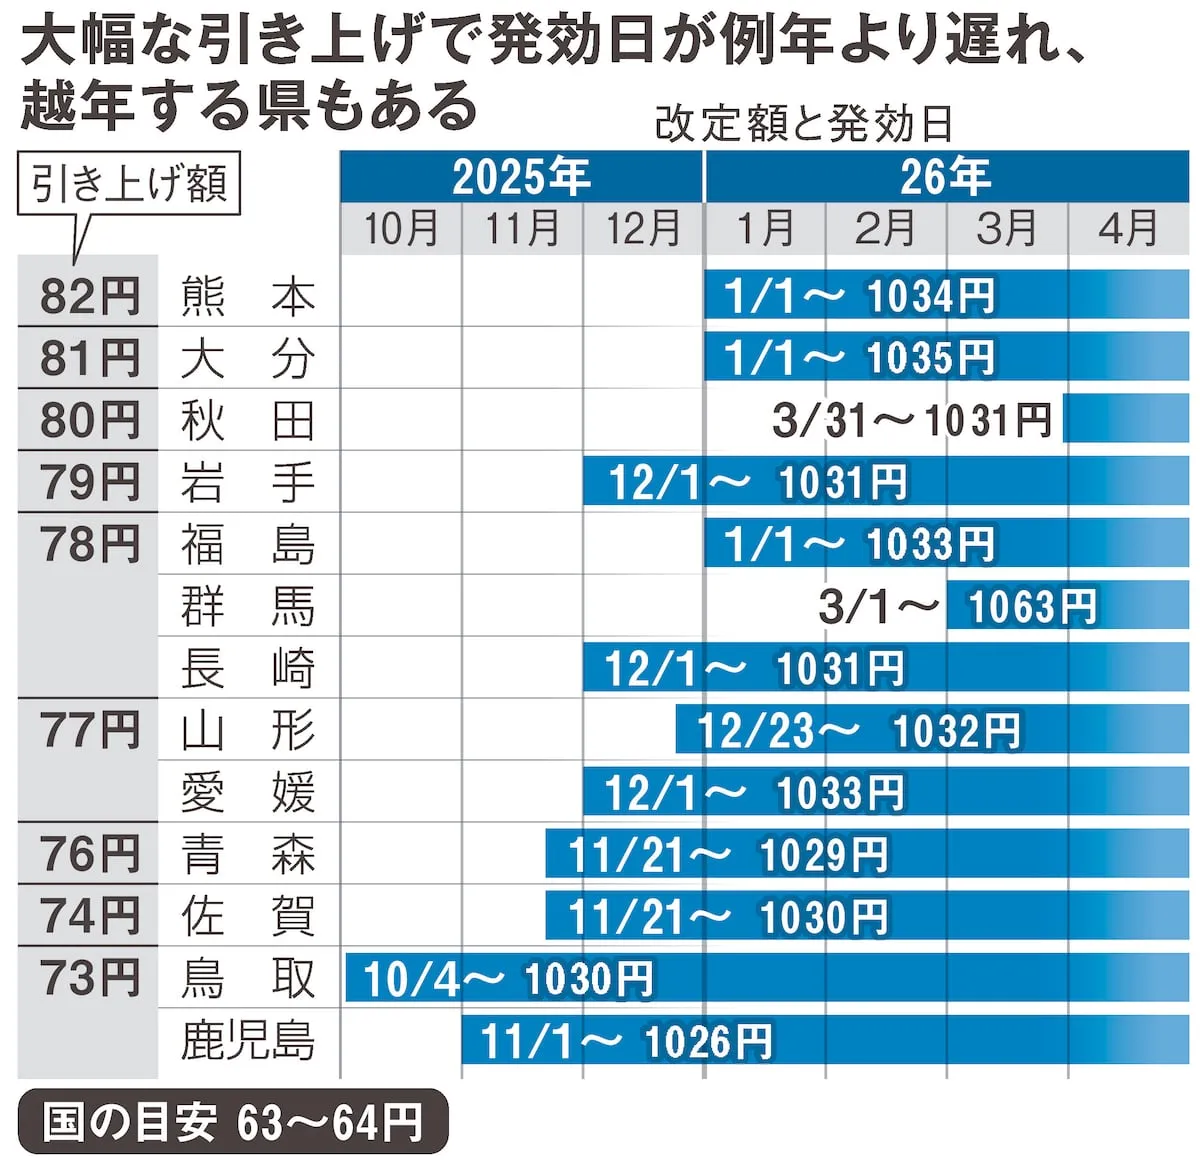 大幅な引き上げで発効日が例年より遅れ、
越年する県もある
改定額と発効日
引き上げ額
2025年 26年
10月 11月 12月 1月 2月 3月 4月
82円 熊本 1/1〜 1034円
81円 大分 1/1〜 1035円
80円 秋田 3/31〜1031円
79円 岩手 12/1〜 1031円
78円 福島 1/1〜 1033円
群馬 3/1〜 1063円
長崎 12/1〜 1031円
77円 山形 12/23〜 1032円
愛媛 12/1〜 1033円
76円 青森 11/21〜 1029円
74円 佐賀 11/21〜 1030円
73円 鳥取 10/4〜 1030円
鹿児島 11/1〜 1026円
国の目安 63〜64円